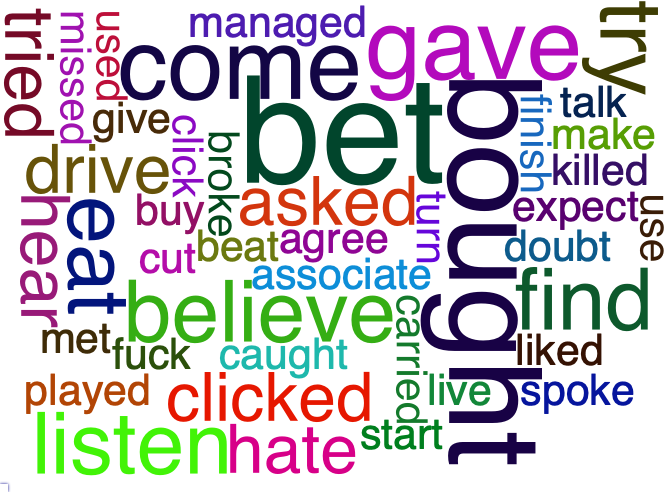 tried
missed
used
managed
come
gave
try
give
click
broke
bet
bought
finish
talk
make
drive
killed
hear
eat
buy
asked
turn
expect
use
cut
beat
agree
doubt
associate
believe
find
carried
met
fuck
caught
liked
played
clicked
live
spoke
listen
hate
start